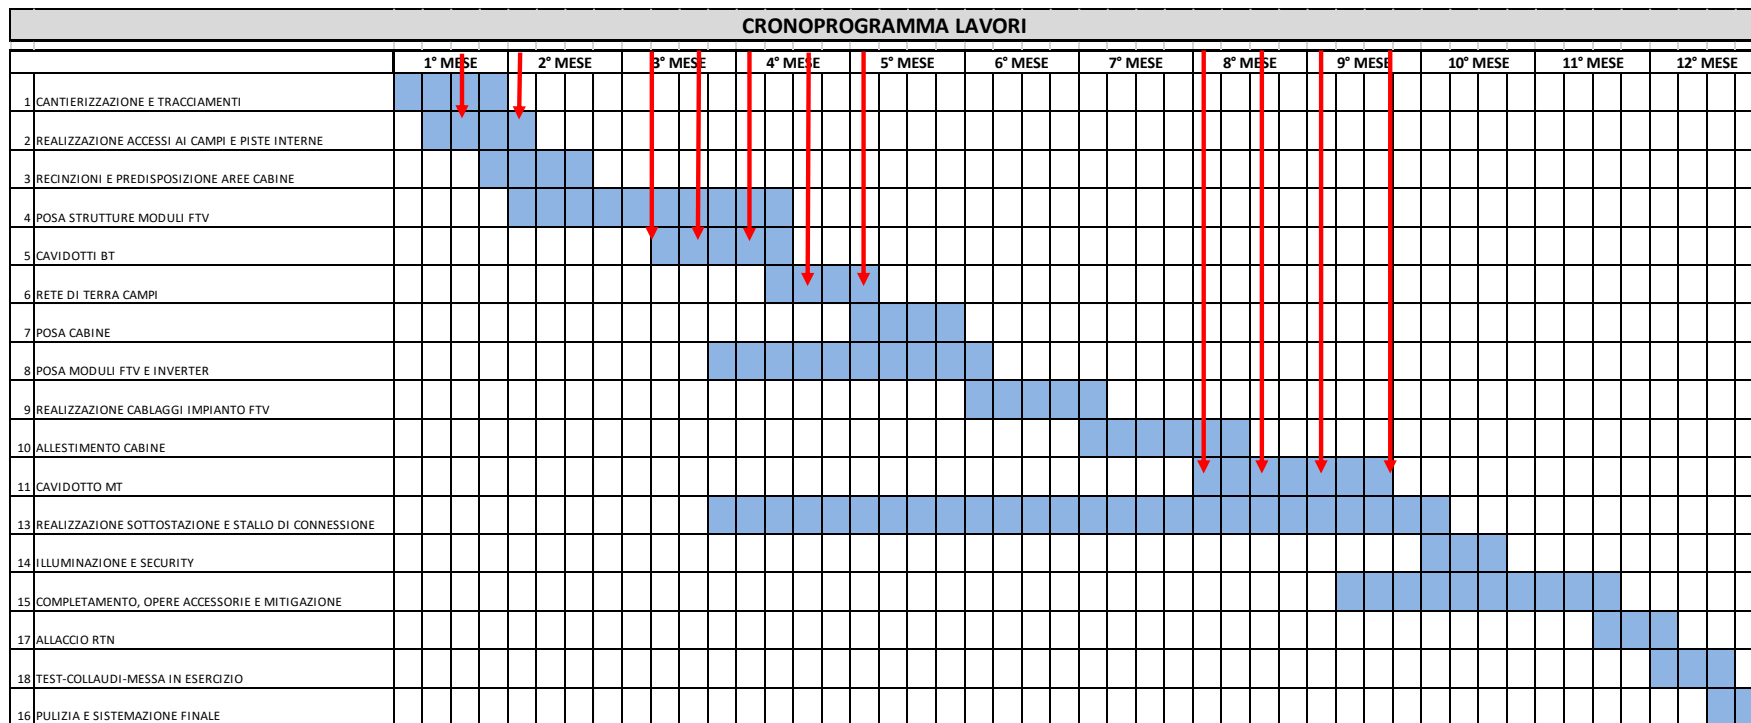 CRONOPROGRAMMA LAVORI
1° MESE 2° MESE 3° MESE 4° MESE 5° MESE 6° MESE 7° MESE 8° MESE 9° MESE 10° MESE 11° MESE 12° MESE
1 CANTIERIZZAZIONE E TRACCIAMENTI
2 REALIZZAZIONE ACCESSI AI CAMPI E PISTE INTERNE
3 RECINZIONI E PREDISPOSIZIONE AREE CABINE
4 POSA STRUTTURE MODULI FTV
5 CAVIDOTTI BT
6 RETE DI TERRA CAMPI
7 POSA CABINE
8 POSA MODULI FTV E INVERTER
9 REALIZZAZIONE CABLAGGI IMPIANTO FTV
10 ALLESTIMENTO CABINE
11 CAVIDOTTO MT
13 REALIZZAZIONE SOTTOSTAZIONE E STALLO DI CONNESSIONE
14 ILLUMINAZIONE E SECURITY
15 COMPLETAMENTO, OPERE ACCESSORIE E MITIGAZIONE
17 ALLACCIO RTN
18 TEST-COLLAUDI-MESSA IN ESERCIZIO
16 PULIZIA E SISTEMAZIONE FINALE